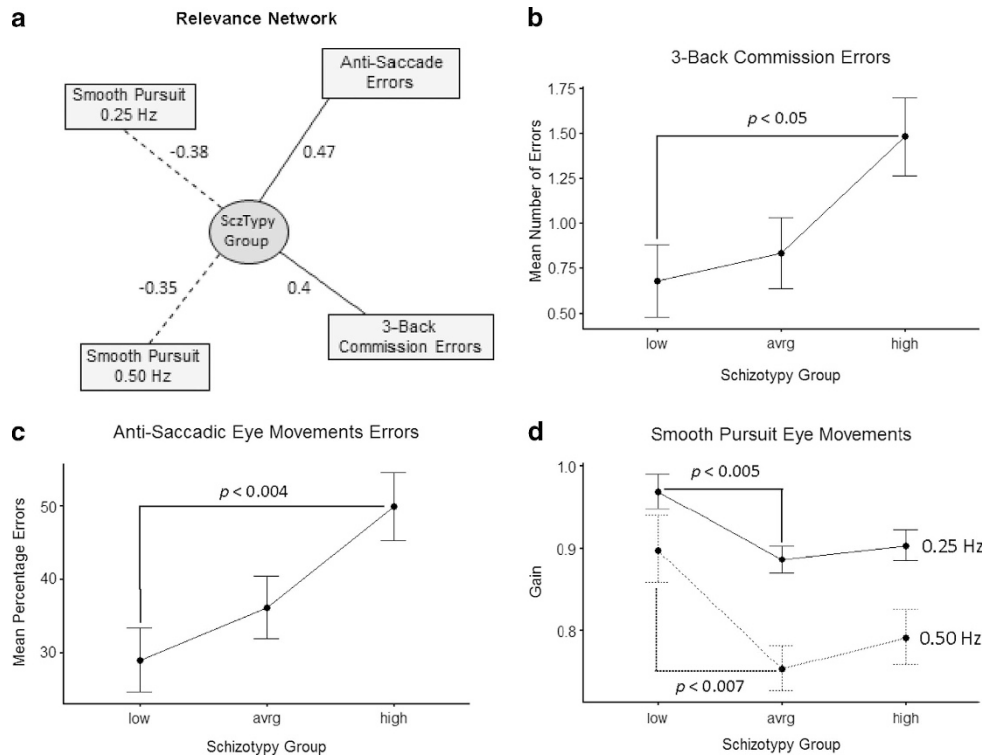 a
Relevance Network
Smooth Pursuit
0.25 Hz
Anti-Saccade
Errors
-0.38
0.47
SczTypy
Group
-0.35
0.4
Smooth Pursuit
0.50 Hz
3-Back
Commission Errors
b
3-Back Commission Errors
Mean Number of Errors
1.75
1.50
1.25
1.00
0.75
0.50
p < 0.05
low
avrg
high
Schizotypy Group
c
Anti-Saccadic Eye Movements Errors
Mean Percentage Errors
50
40
30
p < 0.004
low
avrg
high
Schizotypy Group
d
Smooth Pursuit Eye Movements
Gain
1.0
0.9
0.8
p < 0.005
0.25 Hz
0.50 Hz
p < 0.007
low
avrg
high
Schizotypy Group